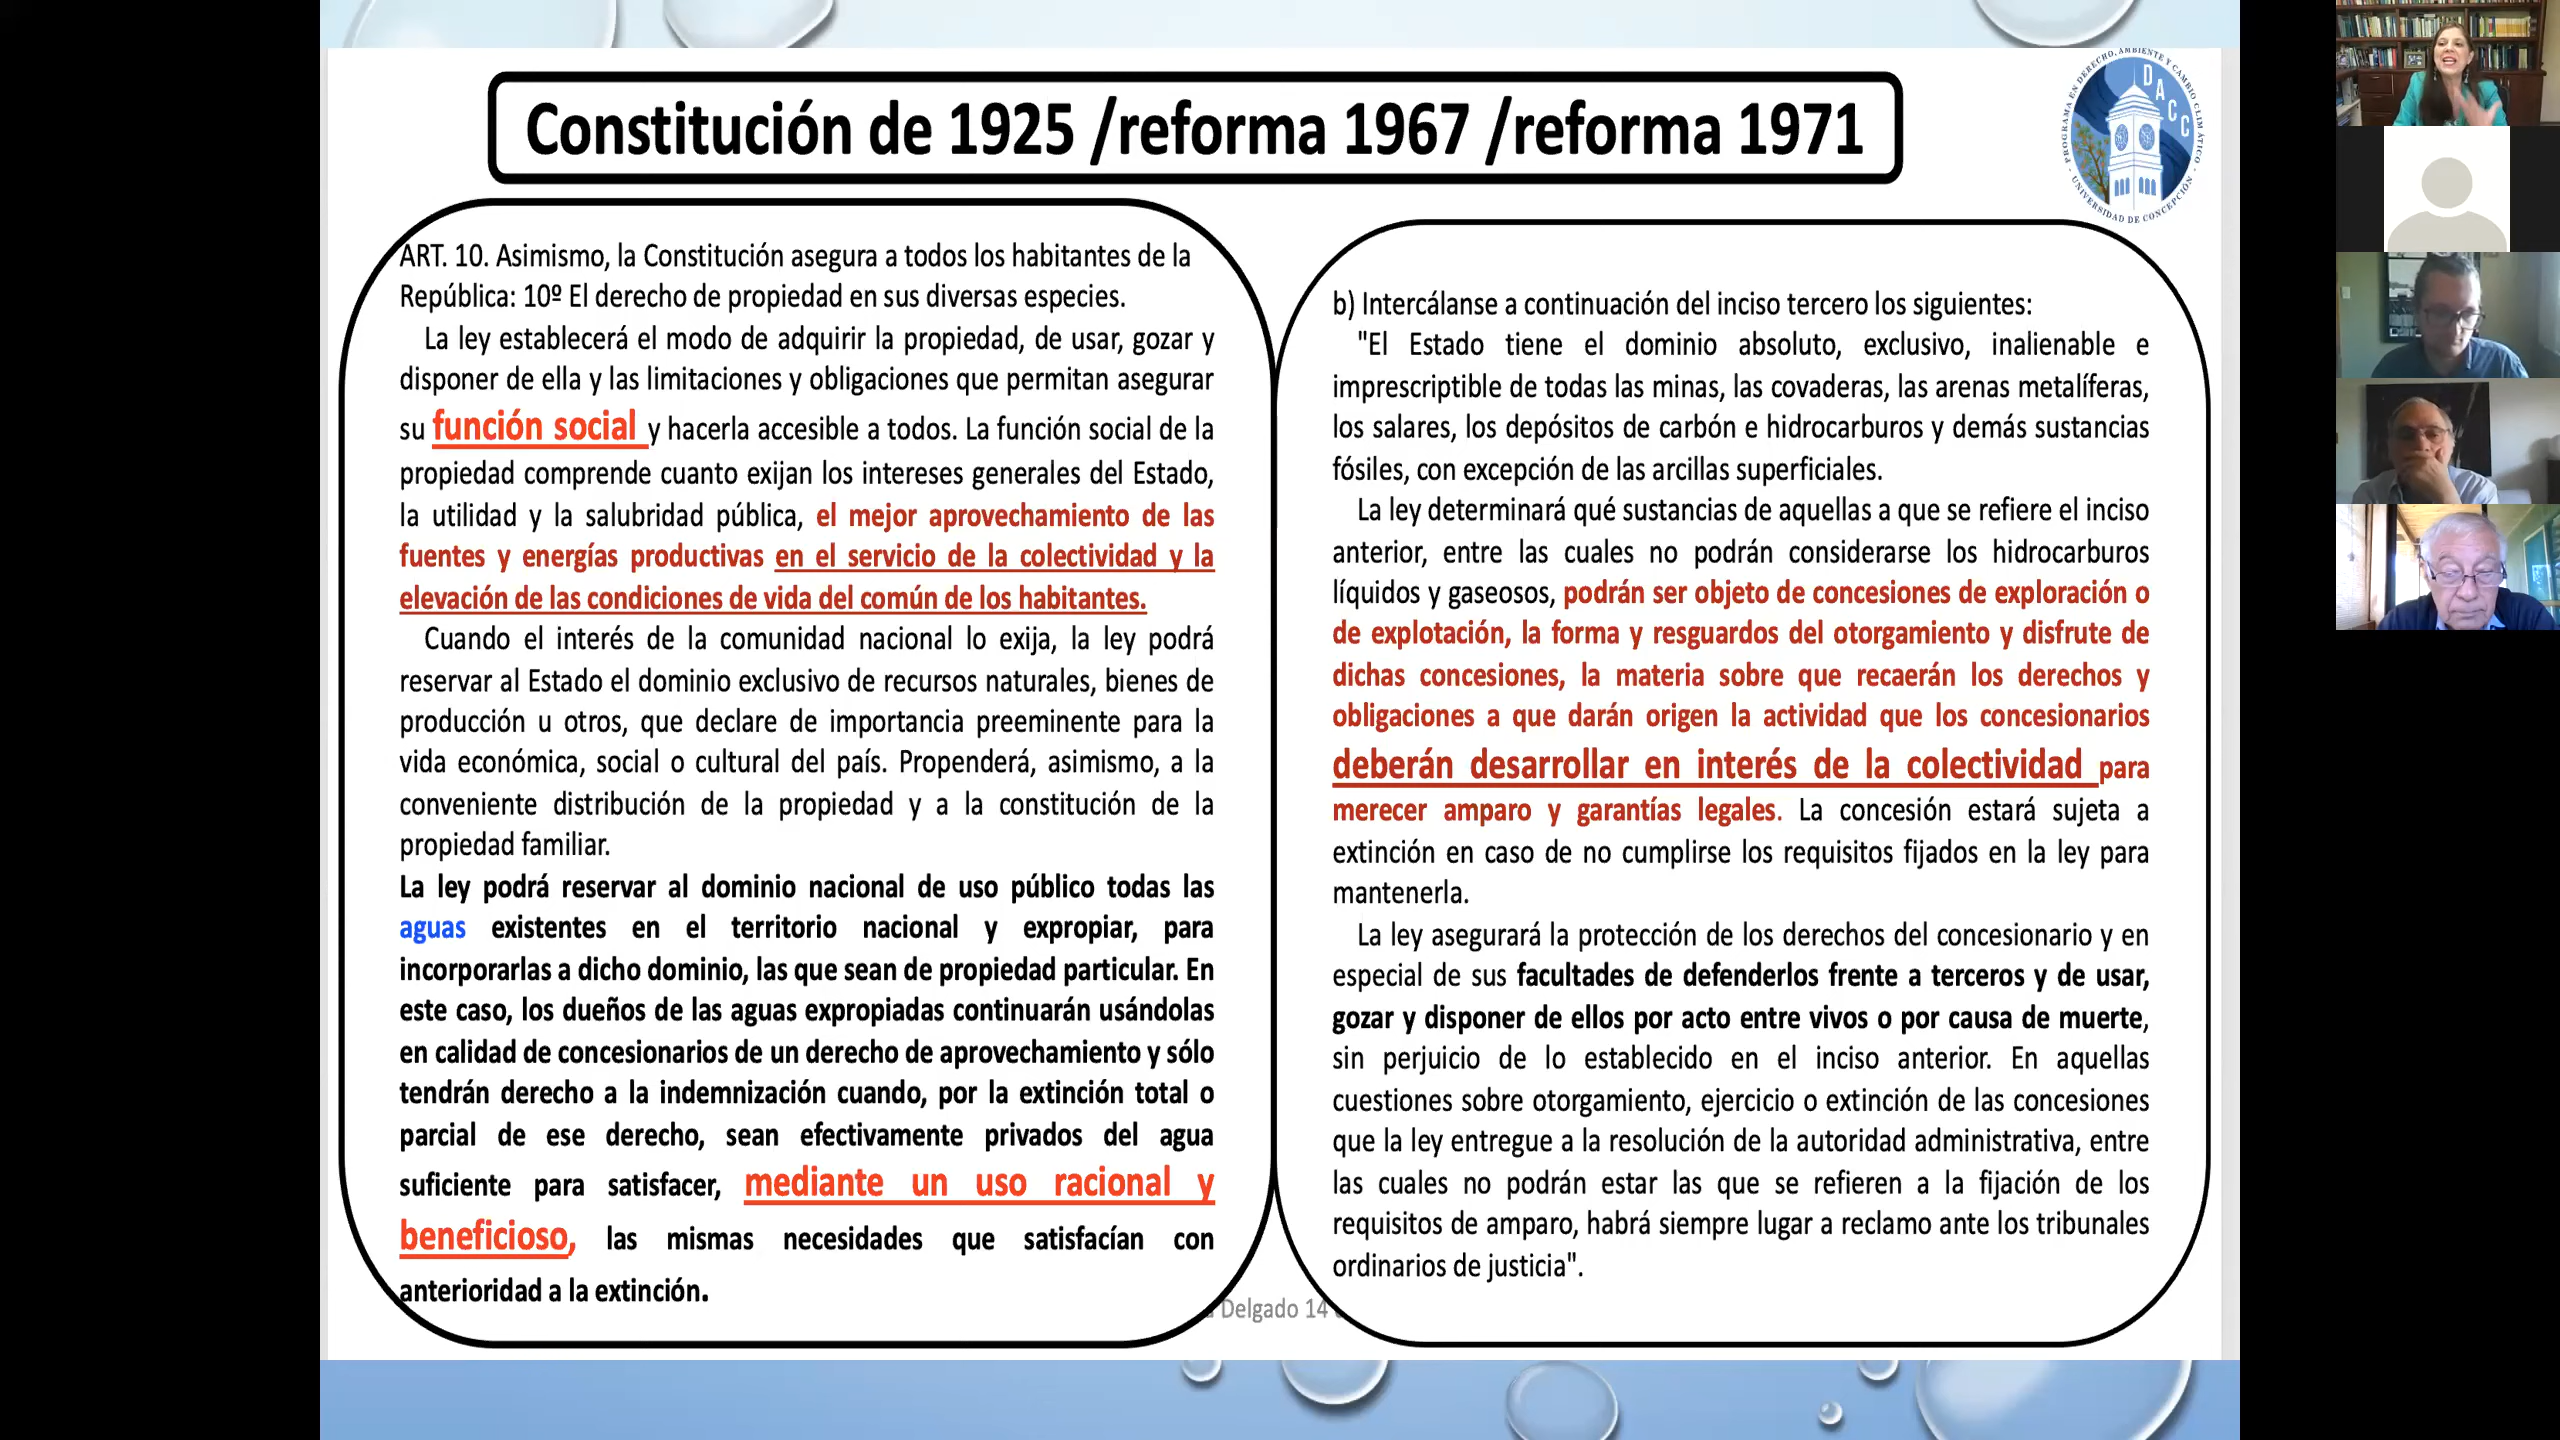 Constitución de 1925 /reforma 1967 /reforma 1971
PROGRAMA EN DERECHO, AMBIENTE Y CAMBIO CLIMÁTICO
DACC
UNIVERSIDAD DE CONCEPCIÓN
ART. 10. Asimismo, la Constitución asegura a todos los habitantes de la
República: 10º El derecho de propiedad en sus diversas especies.
La ley establecerá el modo de adquirir la propiedad, de usar, gozar y
disponer de ella y las limitaciones y obligaciones que permitan asegurar
su función social y hacerla accesible a todos. La función social de la
propiedad comprende cuanto exijan los intereses generales del Estado,
la utilidad y la salubridad pública, el mejor aprovechamiento de las
fuentes y energías productivas en el servicio de la colectividad y la
elevación de las condiciones de vida del común de los habitantes.
Cuando el interés de la comunidad nacional lo exija, la ley podrá
reservar al Estado el dominio exclusivo de recursos naturales, bienes de
producción u otros, que declare de importancia preeminente para la
vida económica, social o cultural del país. Propenderá, asimismo, a la
conveniente distribución de la propiedad y a la constitución de la
propiedad familiar.
La ley podrá reservar al dominio nacional de uso público todas las
aguas existentes en el territorio nacional y expropiar, para
incorporarlas a dicho dominio, las que sean de propiedad particular. En
este caso, los dueños de las aguas expropiadas continuarán usándolas
en calidad de concesionarios de un derecho de aprovechamiento y sólo
tendrán derecho a la indemnización cuando, por la extinción total o
parcial de ese derecho, sean efectivamente privados del agua
suficiente para satisfacer, mediante un uso racional y
beneficioso, las mismas necesidades que satisfacían con
anterioridad a la extinción.
b) Intercálanse a continuación del inciso tercero los siguientes:
"El Estado tiene el dominio absoluto, exclusivo, inalienable e
imprescriptible de todas las minas, las covaderas, las arenas metalíferas,
los salares, los depósitos de carbón e hidrocarburos y demás sustancias
fósiles, con excepción de las arcillas superficiales.
La ley determinará qué sustancias de aquellas a que se refiere el inciso
anterior, entre las cuales no podrán considerarse los hidrocarburos
líquidos y gaseosos, podrán ser objeto de concesiones de exploración o
de explotación, la forma y resguardos del otorgamiento y disfrute de
dichas concesiones, la materia sobre que recaerán los derechos y
obligaciones a que darán origen la actividad que los concesionarios
deberán desarrollar en interés de la colectividad para
merecer amparo y garantías legales. La concesión estará sujeta a
extinción en caso de no cumplirse los requisitos fijados en la ley para
mantenerla.
La ley asegurará la protección de los derechos del concesionario y en
especial de sus facultades de defenderlos frente a terceros y de usar,
gozar y disponer de ellos por acto entre vivos o por causa de muerte,
sin perjuicio de lo establecido en el inciso anterior. En aquellas
cuestiones sobre otorgamiento, ejercicio o extinción de las concesiones
que la ley entregue a la resolución de la autoridad administrativa, entre
las cuales no podrán estar las que se refieren a la fijación de los
requisitos de amparo, habrá siempre lugar a reclamo ante los tribunales
ordinarios de justicia".
Delgado 14